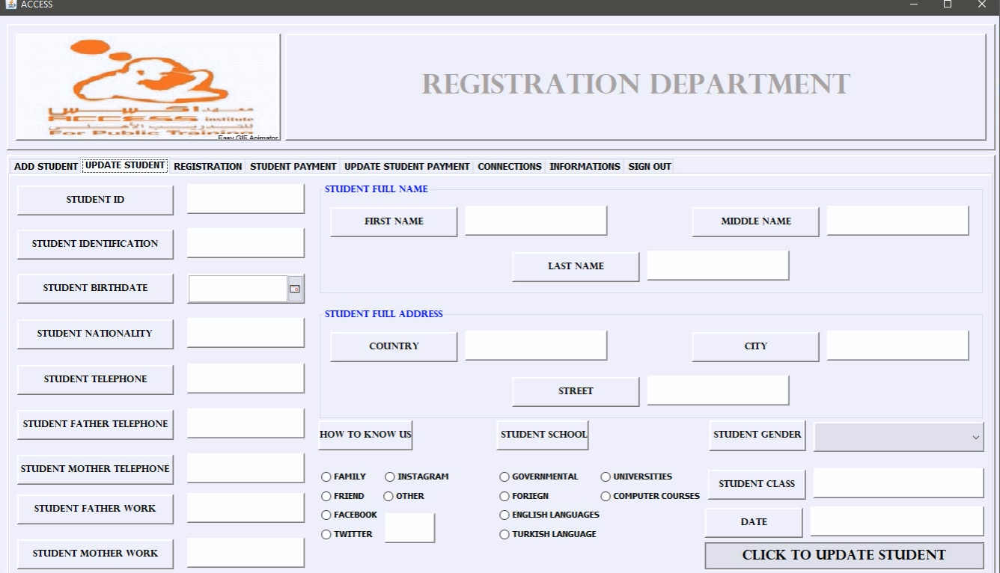 ACCESS
معهد اكسس
ACCESS institute
للتدريب الأهلي
For Public Training
Easy GIF Animator
REGISTRATION DEPARTMENT
ADD STUDENT UPDATE STUDENT REGISTRATION STUDENT PAYMENT UPDATE STUDENT PAYMENT CONNECTIONS INFORMATIONS SIGN OUT
STUDENT ID
STUDENT IDENTIFICATION
STUDENT BIRTHDATE
STUDENT NATIONALITY
STUDENT TELEPHONE
STUDENT FATHER TELEPHONE
STUDENT MOTHER TELEPHONE
STUDENT FATHER WORK
STUDENT MOTHER WORK
STUDENT FULL NAME
FIRST NAME MIDDLE NAME
LAST NAME
STUDENT FULL ADDRESS
COUNTRY CITY
STREET
HOW TO KNOW US
FAMILY INSTAGRAM
FRIEND OTHER
FACEBOOK
TWITTER
STUDENT SCHOOL
GOVERNMENTAL UNIVERSITIES
FORIEGN COMPUTER COURSES
ENGLISH LANGUAGES
TURKISH LANGUAGE
STUDENT GENDER
STUDENT CLASS
DATE
CLICK TO UPDATE STUDENT